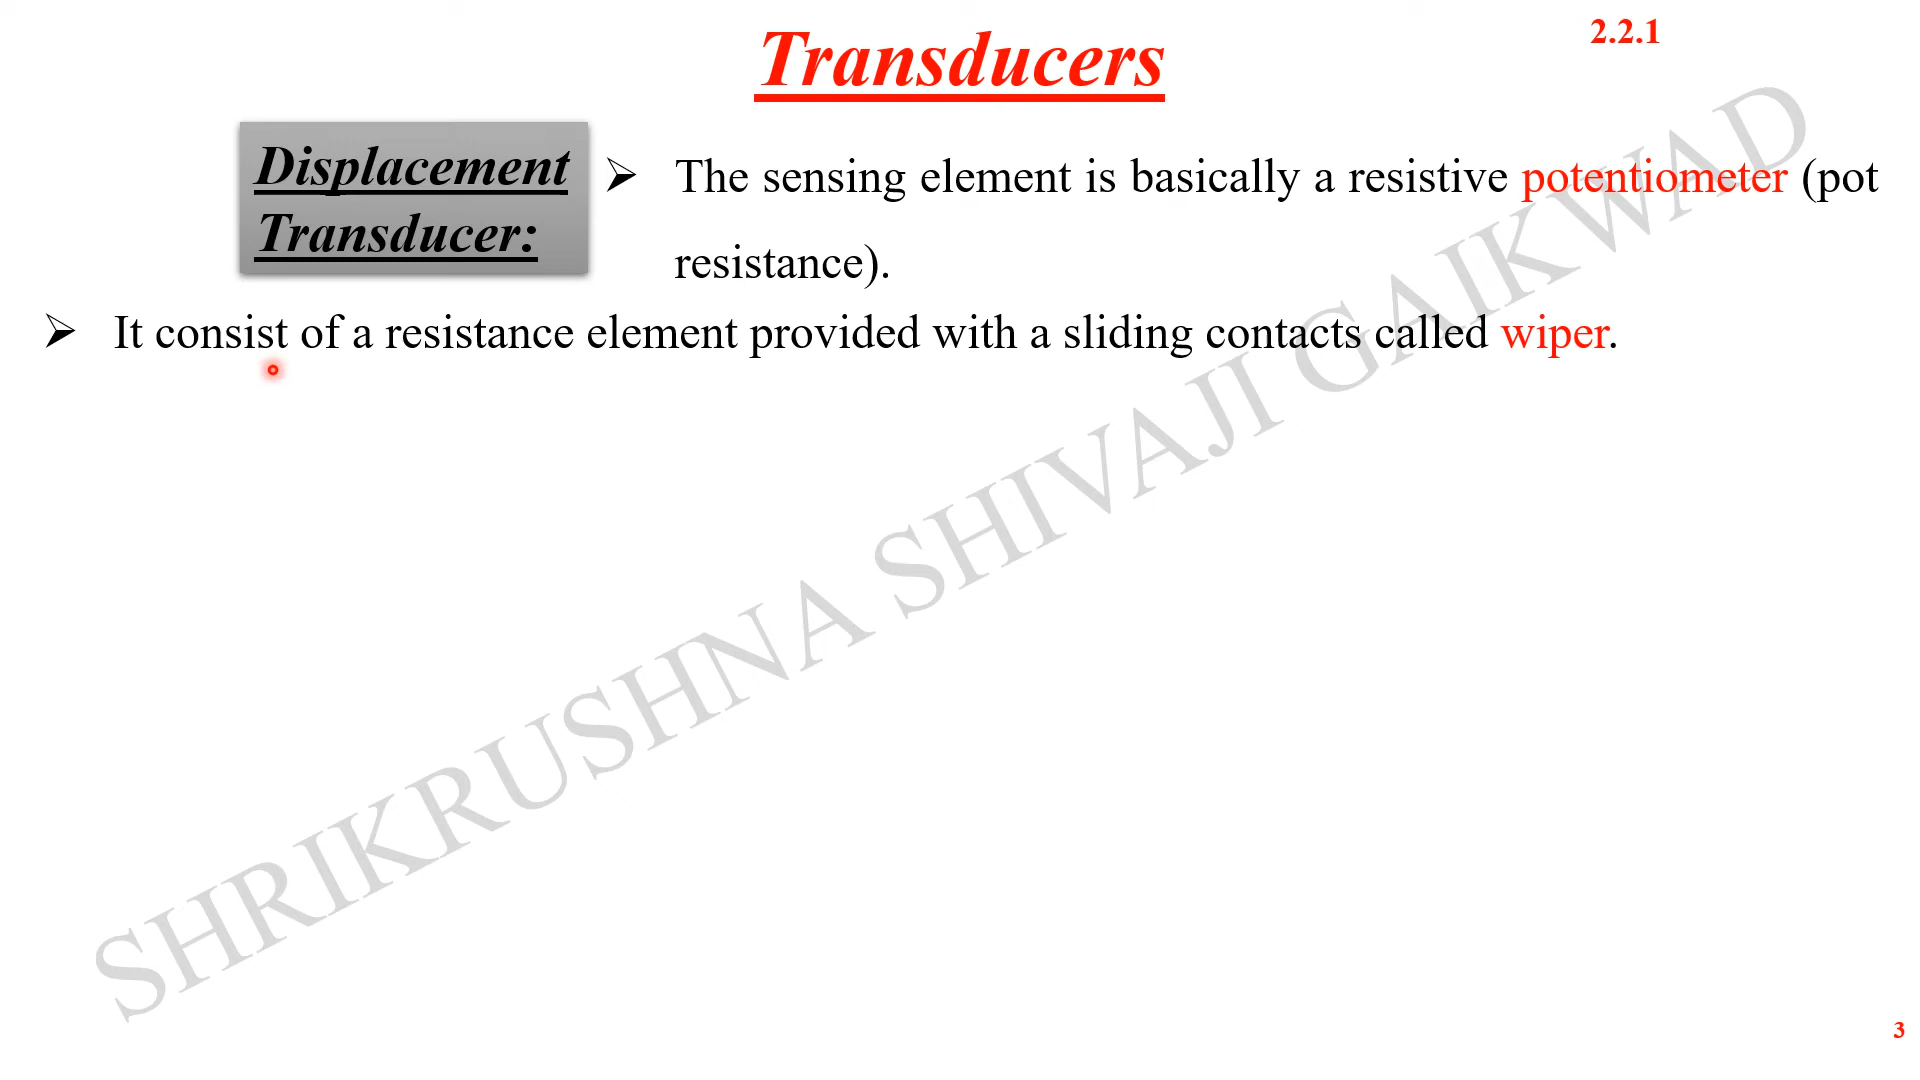 Transducers
2.2.1
Displacement
Transducer:
➢ The sensing element is basically a resistive potentiometer (pot
resistance).
➢ It consist of a resistance element provided with a sliding contacts called wiper.
SHRIKRUSHNA SHIVAJI GAIKWAD
3